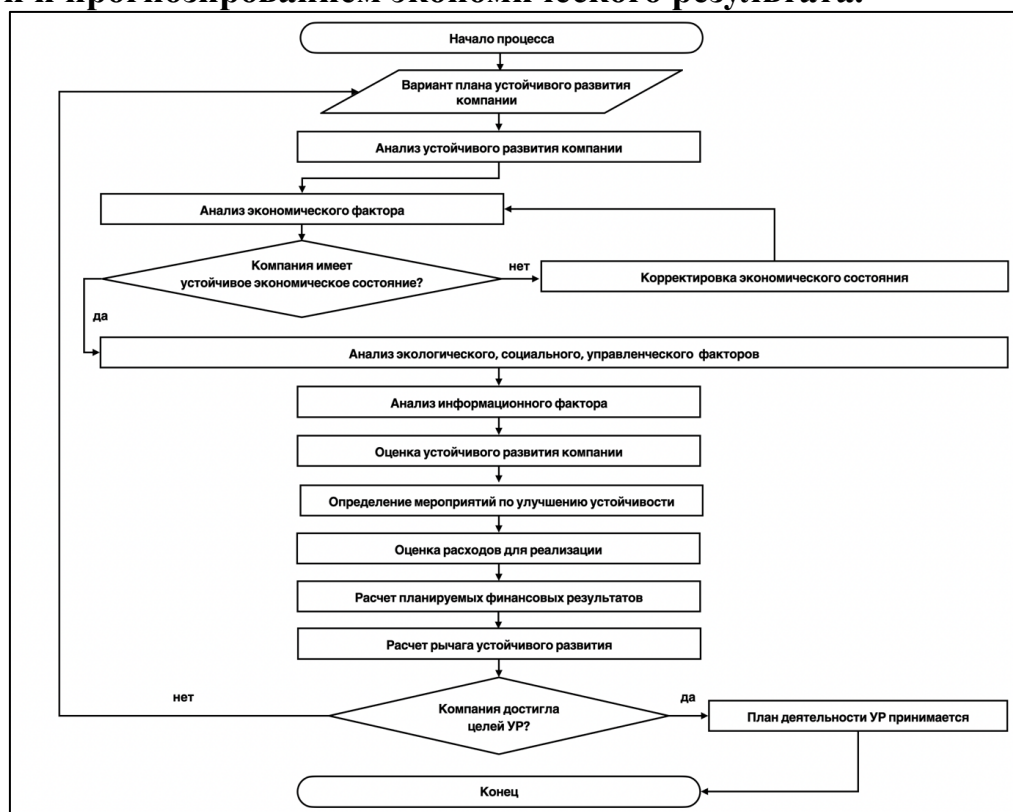 и и прогнозированием экономического результата.
Начало процесса
Вариант плана устойчивого развития
компании
Анализ устойчивого развития компании
Анализ экономического фактора
Компания имеет
устойчивое экономическое состояние?
нет
Корректировка экономического состояния
да
Анализ экологического, социального, управленческого факторов
Анализ информационного фактора
Оценка устойчивого развития компании
Определение мероприятий по улучшению устойчивости
Оценка расходов для реализации
Расчет планируемых финансовых результатов
Расчет рычага устойчивого развития
нет
Компания достигла
целей УР?
да
План деятельности УР принимается
Конец